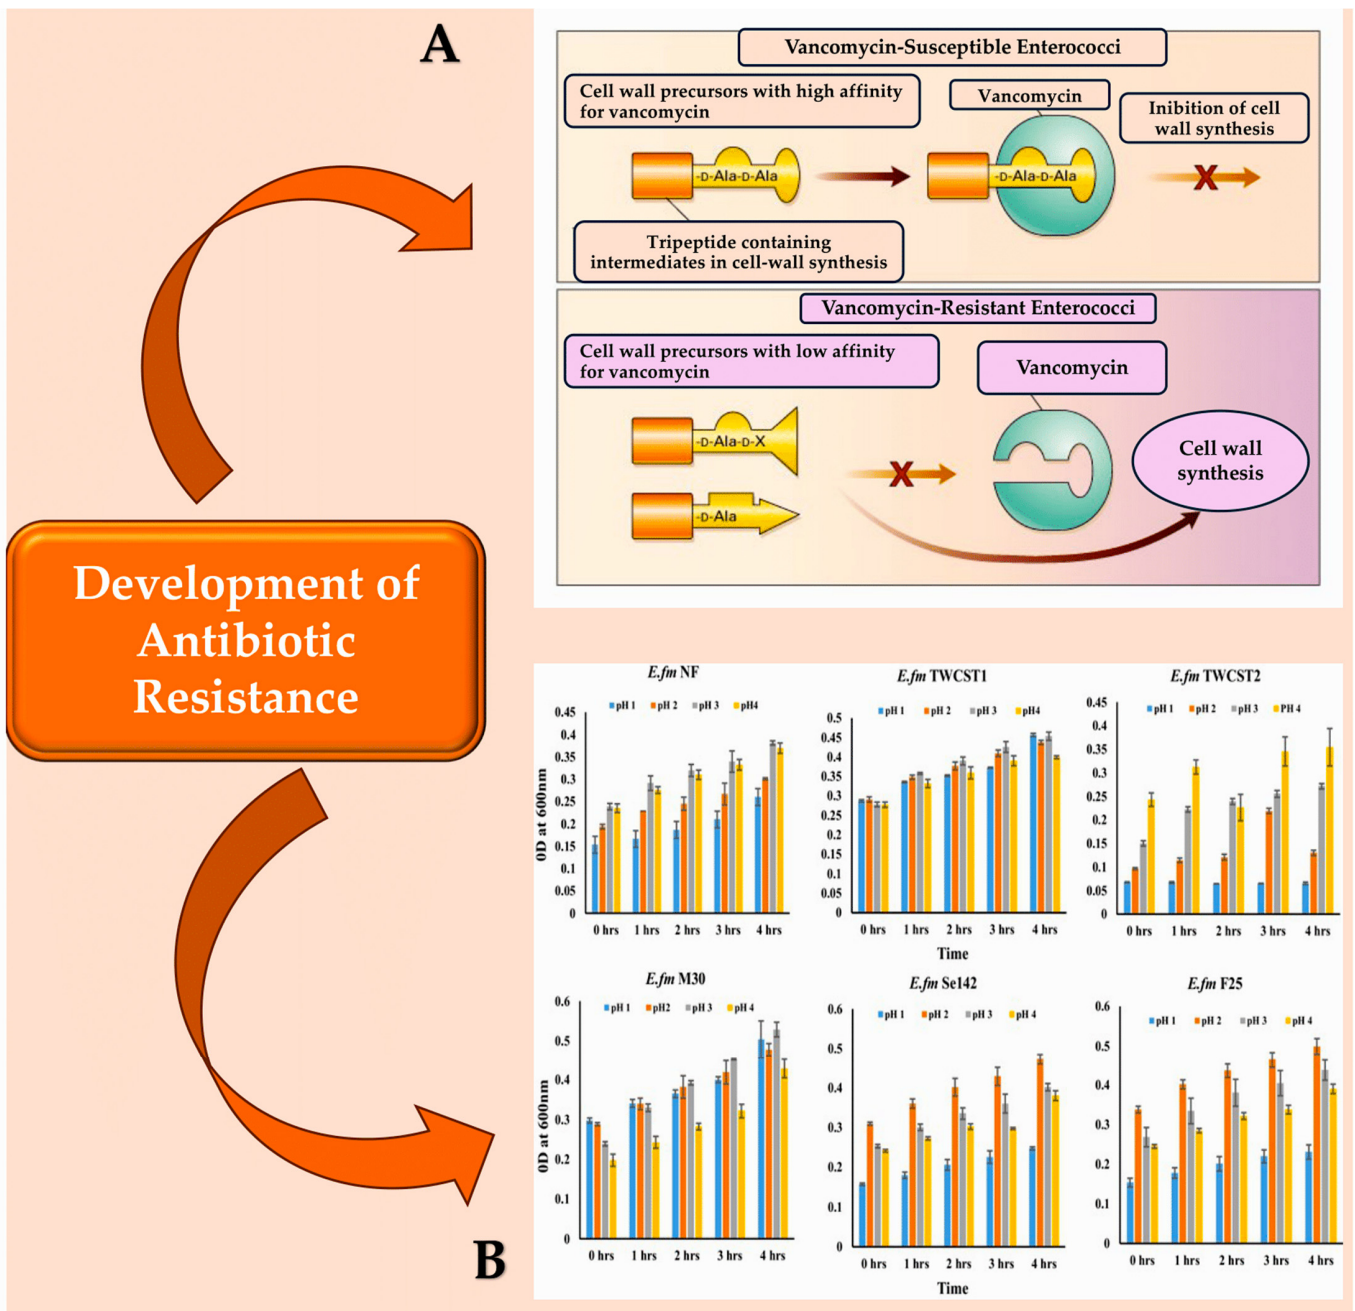 A
Vancomycin-Susceptible Enterococci
Cell wall precursors with high affinity
for vancomycin
Vancomycin
Inibition of cell
wall synthesis
-D-Ala-D-Ala
-D-Ala-D-Ala
X
Tripeptide containing
intermediates in cell-wall synthesis
Vancomycin-Resistant Enterococci
Cell wall precursors with low affinity
for vancomycin
Vancomycin
-D-Ala-D-X
X
Cell wall
synthesis
-D-Ala
Development of
Antibiotic
Resistance
B
E.fm NF
pH 1 pH 2 pH 3 pH4
0D at 600nm
0.45
0.4
0.35
0.3
0.25
0.2
0.15
0.1
0.05
0
0 hrs 1 hrs 2 hrs 3 hrs 4 hrs
E.fm TWCST1
pH 1 pH 2 pH 3 pH 4
0.5
0.45
0.4
0.35
0.3
0.25
0.2
0.15
0.1
0.05
0
0 hrs 1 hrs 2 hrs 3 hrs 4 hrs
Time
E.fm TWCST2
pH 1 pH 2 pH 3 PH 4
0.45
0.4
0.35
0.3
0.25
0.2
0.15
0.1
0.05
0
0 hrs 1 hrs 2 hrs 3 hrs 4 hrs
E.fm M30
pH 1 pH2 pH 3 pH 4
0D at 600nm
0.6
0.5
0.4
0.3
0.2
0.1
0
0 hrs 1 hrs 2 hrs 3 hrs 4 hrs
E.fm Se142
pH 1 pH 2 pH 3 pH 4
0.6
0.5
0.4
0.3
0.2
0.1
0
0 hrs 1 hrs 2 hrs 3 hrs 4 hrs
Time
E.fm F25
pH 1 pH 2 pH 3 pH 4
0.6
0.5
0.4
0.3
0.2
0.1
0
0 hrs 1 hrs 2 hrs 3 hrs 4 hrs